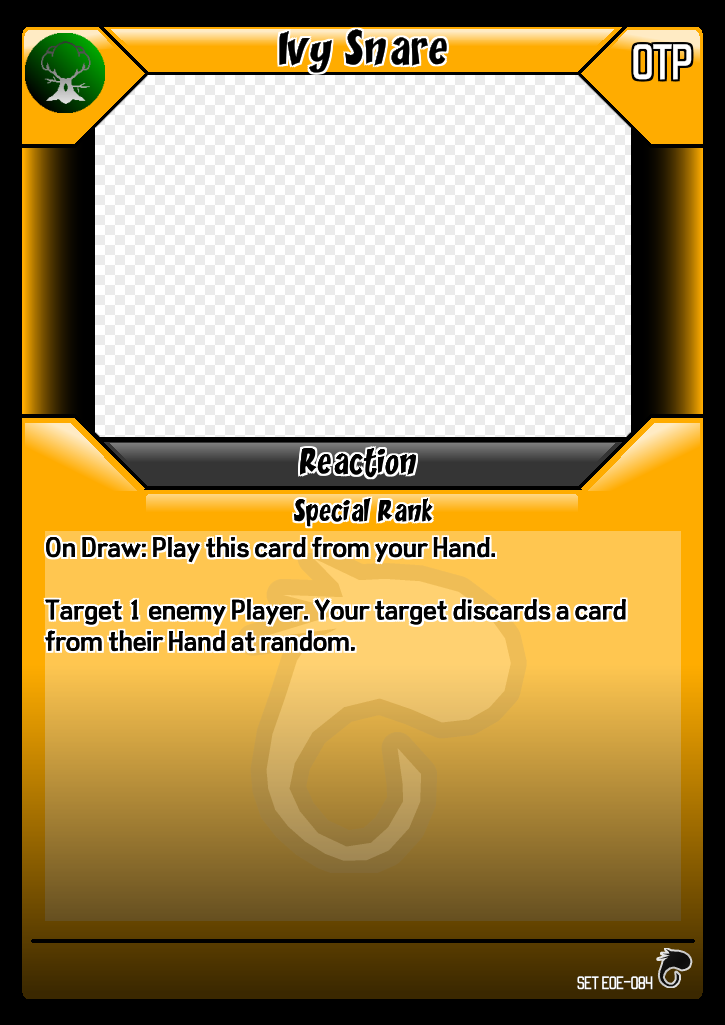 Ivy Snare
OTP
Reaction
Special Rank
On Draw: Play this card from your Hand.
Target 1 enemy Player. Your target discards a card
from their Hand at random.
SET EOE-084